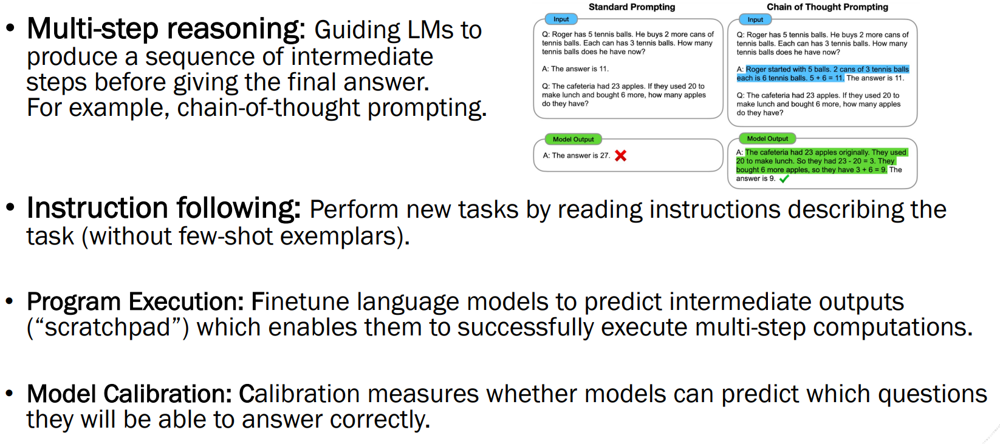 • Multi-step reasoning: Guiding LMs to
produce a sequence of intermediate
steps before giving the final answer.
For example, chain-of-thought prompting.
Standard Prompting
Input
Q: Roger has 5 tennis balls. He buys 2 more cans of
tennis balls. Each can has 3 tennis balls. How many
tennis balls does he have now?
A: The answer is 11.
Q: The cafeteria had 23 apples. If they used 20 to
make lunch and bought 6 more, how many apples
do they have?
Model Output
A: The answer is 27.
Chain of Thought Prompting
Input
Q: Roger has 5 tennis balls. He buys 2 more cans of
tennis balls. Each can has 3 tennis balls. How many
tennis balls does he have now?
A: Roger started with 5 balls. 2 cans of 3 tennis balls
each is 6 tennis balls. 5 + 6 = 11. The answer is 11.
Q: The cafeteria had 23 apples. If they used 20 to
make lunch and bought 6 more, how many apples
do they have?
Model Output
A: The cafeteria had 23 apples originally. They used
20 to make lunch. So they had 23 - 20 = 3. They
bought 6 more apples, so they have 3 + 6 = 9. The
answer is 9.
• Instruction following: Perform new tasks by reading instructions describing the
task (without few-shot exemplars).
• Program Execution: Finetune language models to predict intermediate outputs
(“scratchpad”) which enables them to successfully execute multi-step computations.
• Model Calibration: Calibration measures whether models can predict which questions
they will be able to answer correctly.